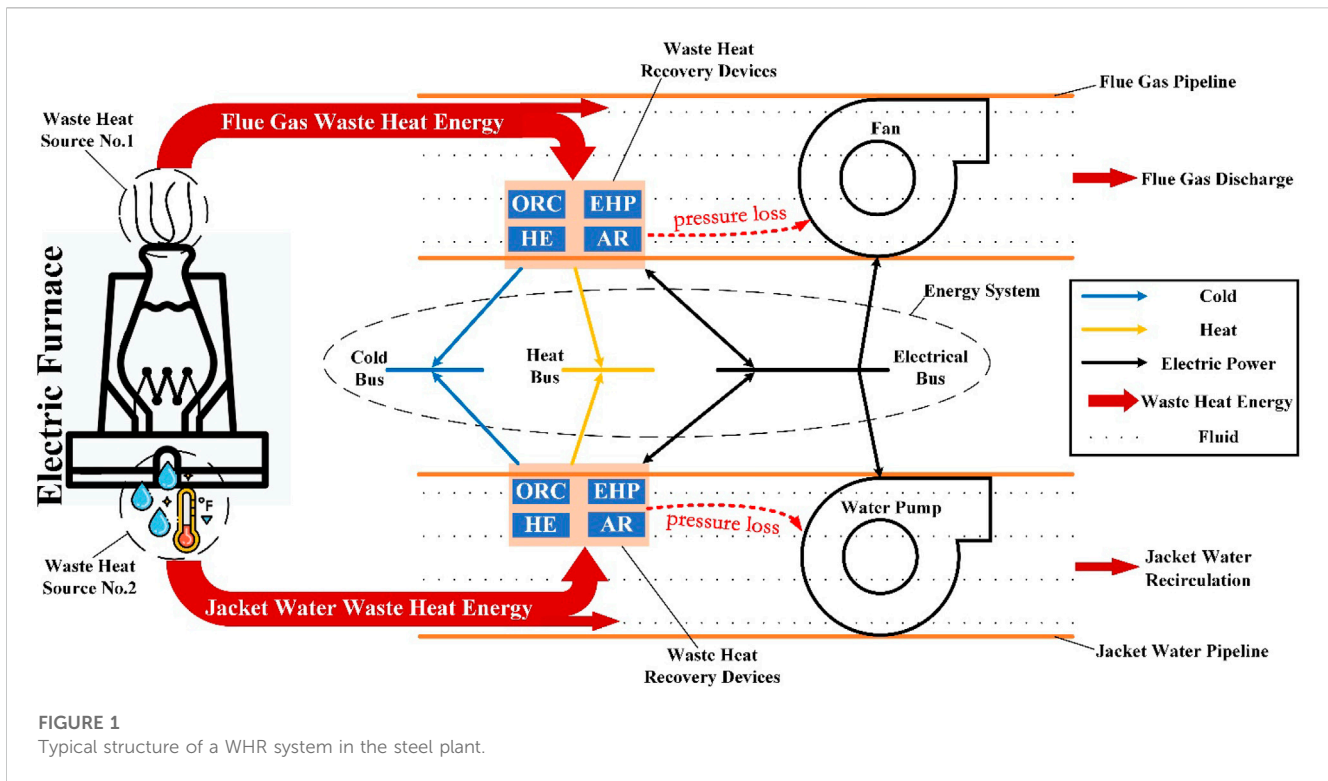 Waste Heat
Recovery Devices
Flue Gas Pipeline
Waste Heat
Source No.1
Flue Gas Waste Heat Energy
Fan
Flue Gas Discharge
ORC
EHP
HE
AR
pressure loss
Electric Furnace
Energy System
Cold
Bus
Heat
Bus
Electrical
Bus
Cold
Heat
Electric Power
Waste Heat Energy
Fluid
°F
ORC
EHP
HE
AR
pressure loss
Water Pump
Waste Heat
Source No.2
Jacket Water Waste Heat Energy
Jacket Water
Recirculation
Waste Heat
Recovery Devices
Jacket Water Pipeline
FIGURE 1
Typical structure of a WHR system in the steel plant.